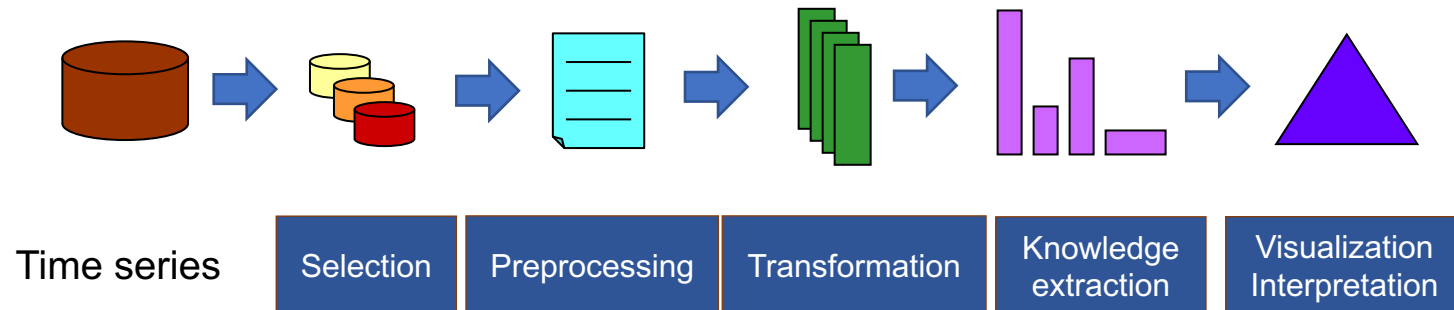 Time series
Selection
Preprocessing
Transformation
Knowledge
extraction
Visualization
Interpretation